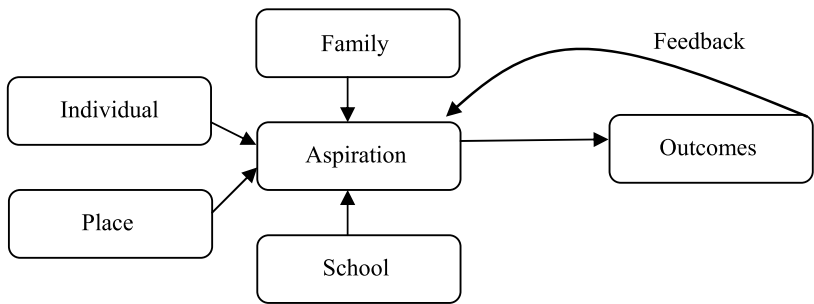 Family
Feedback
Individual
Aspiration
Outcomes
Place
School